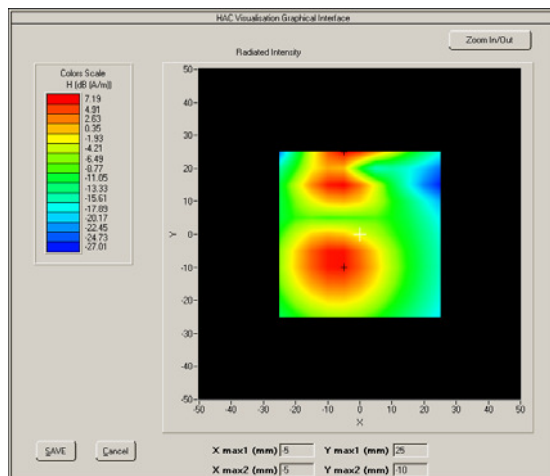 HAC Visualisation Graphical Interface
Zoom In/Out
Radiated Intensity
Colors Scale
H (dB (A/m))
7.19
4.91
2.63
0.35
-1.93
-4.21
-6.49
-8.77
-11.05
-13.33
-15.61
-17.89
-20.17
-22.45
-24.73
-27.01
50-
40-
30-
20-
10-
Y 0-
-10-
-20-
-30-
-40-
-50-
-50 -40 -30 -20 -10 0 10 20 30 40 50
X
SAVE Cancel
X max1 (mm) -5 Y max1 (mm) 25
X max2 (mm) -5 Y max2 (mm) -10